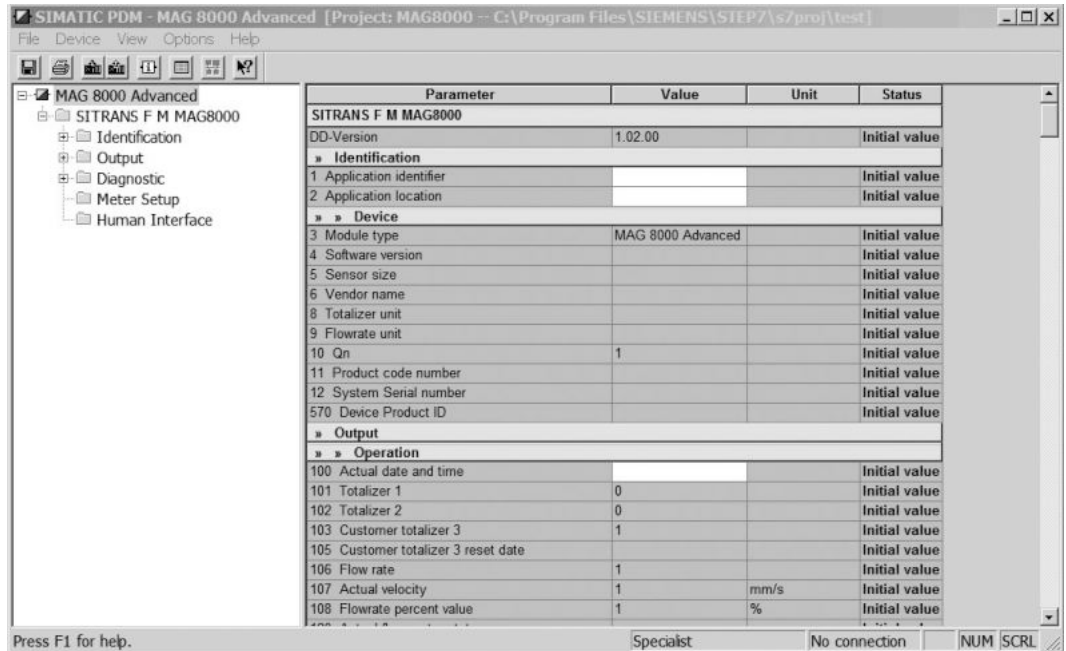 SIMATIC PDM - MAG 8000 Advanced [Project: MAG8000 -- C:\Program Files\SIEMENS\STEP7\s7proj\test]
File Device View Options Help
MAG 8000 Advanced
SITRANS F M MAG8000
Identification
Output
Diagnostic
Meter Setup
Human Interface
Parameter Value Unit Status
SITRANS F M MAG8000
DD-Version 1.02.00 Initial value
» Identification
1 Application identifier Initial value
2 Application location Initial value
» » Device
3 Module type MAG 8000 Advanced Initial value
4 Software version Initial value
5 Sensor size Initial value
6 Vendor name Initial value
8 Totalizer unit Initial value
9 Flowrate unit Initial value
10 Qn 1 Initial value
11 Product code number Initial value
12 System Serial number Initial value
570 Device Product ID Initial value
» Output
» » Operation
100 Actual date and time Initial value
101 Totalizer 1 0 Initial value
102 Totalizer 2 0 Initial value
103 Customer totalizer 3 1 Initial value
105 Customer totalizer 3 reset date Initial value
106 Flow rate 1 Initial value
107 Actual velocity 1 mm/s Initial value
108 Flowrate percent value 1 % Initial value
Press F1 for help. Specialist No connection NUM SCRL